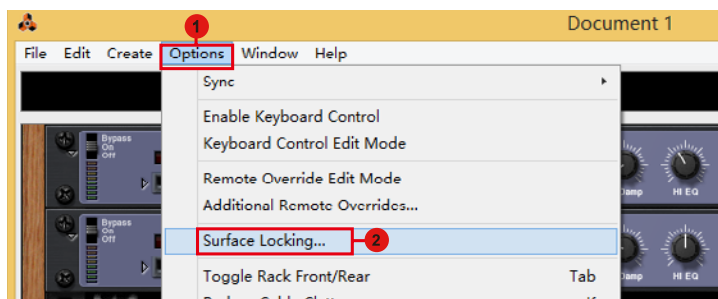 1
Document 1
File Edit Create Options Window Help
Sync
Enable Keyboard Control
Keyboard Control Edit Mode
Remote Override Edit Mode
Additional Remote Overrides...
Surface Locking... 2
Toggle Rack Front/Rear Tab
Bypass
On
Off
HI EQ
Bypass
On
Off
Damp
HI EQ